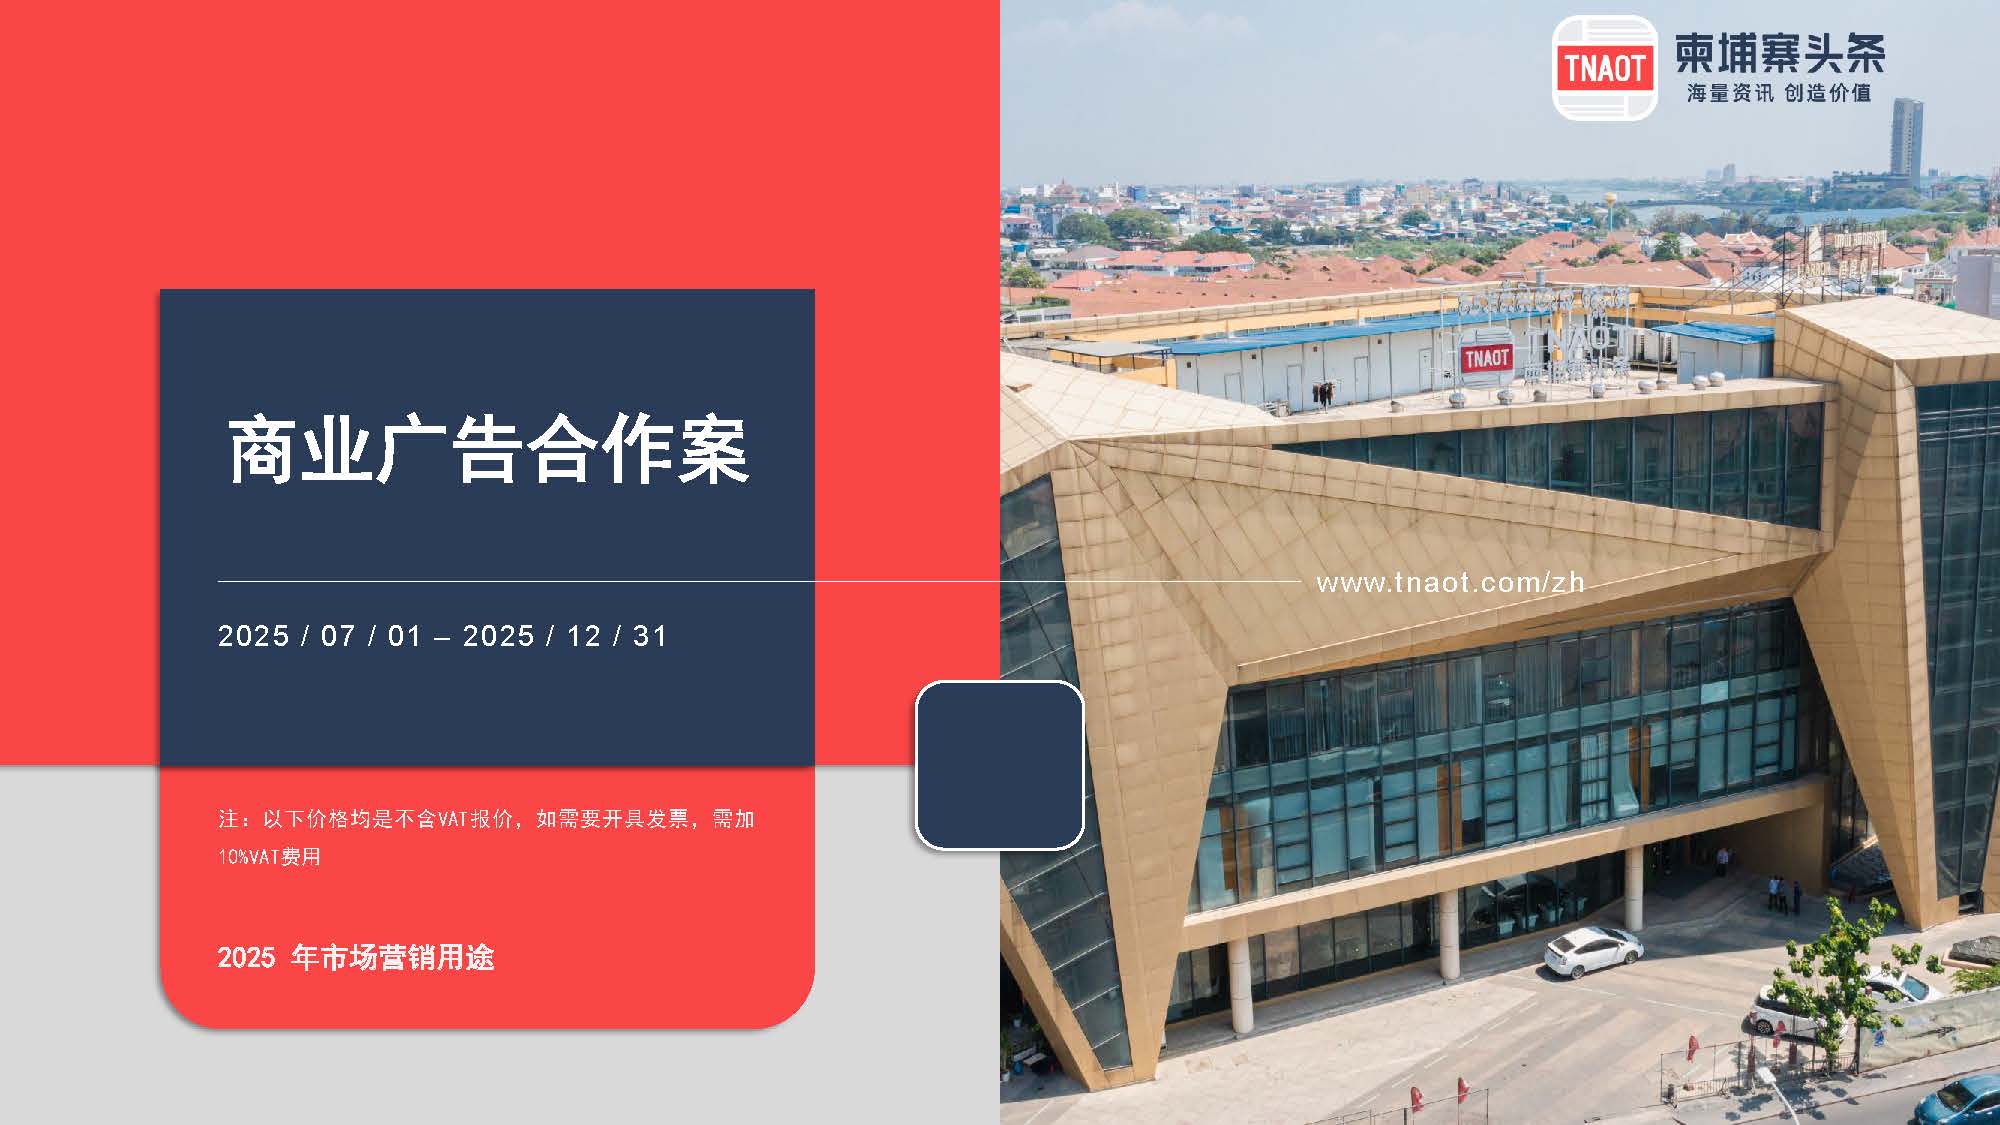 TNAOT
柬埔寨头条
海量资讯 创造价值
TNAOT
TNAOT
商业广告合作案
www.tnaot.com/zh
2025 / 07 / 01 – 2025 / 12 / 31
注：以下价格均是不含VAT报价，如需要开具发票，需加
10%VAT费用
2025 年市场营销用途